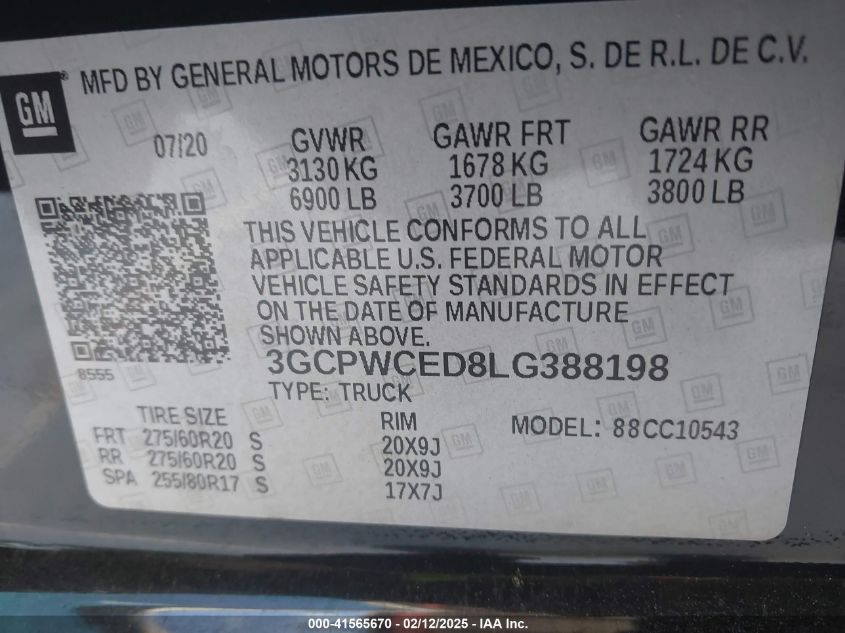 GM
MFD BY GENERAL MOTORS DE MEXICO, S. DE R.L. DE C.V.
07/20 GVWR GAWR FRT GAWR RR
3130 KG 1678 KG 1724 KG
6900 LB 3700 LB 3800 LB
THIS VEHICLE CONFORMS TO ALL
APPLICABLE U.S. FEDERAL MOTOR
VEHICLE SAFETY STANDARDS IN EFFECT
ON THE DATE OF MANUFACTURE
SHOWN ABOVE.
8555
3GCPWCED8LG388198
TYPE: TRUCK
TIRE SIZE RIM MODEL: 88CC10543
FRT 275/60R20 S 20X9J
RR 275/60R20 S 20X9J
SPA 255/80R17 S 17X7J
000-41565670 - 02/12/2025 - IAA Inc.